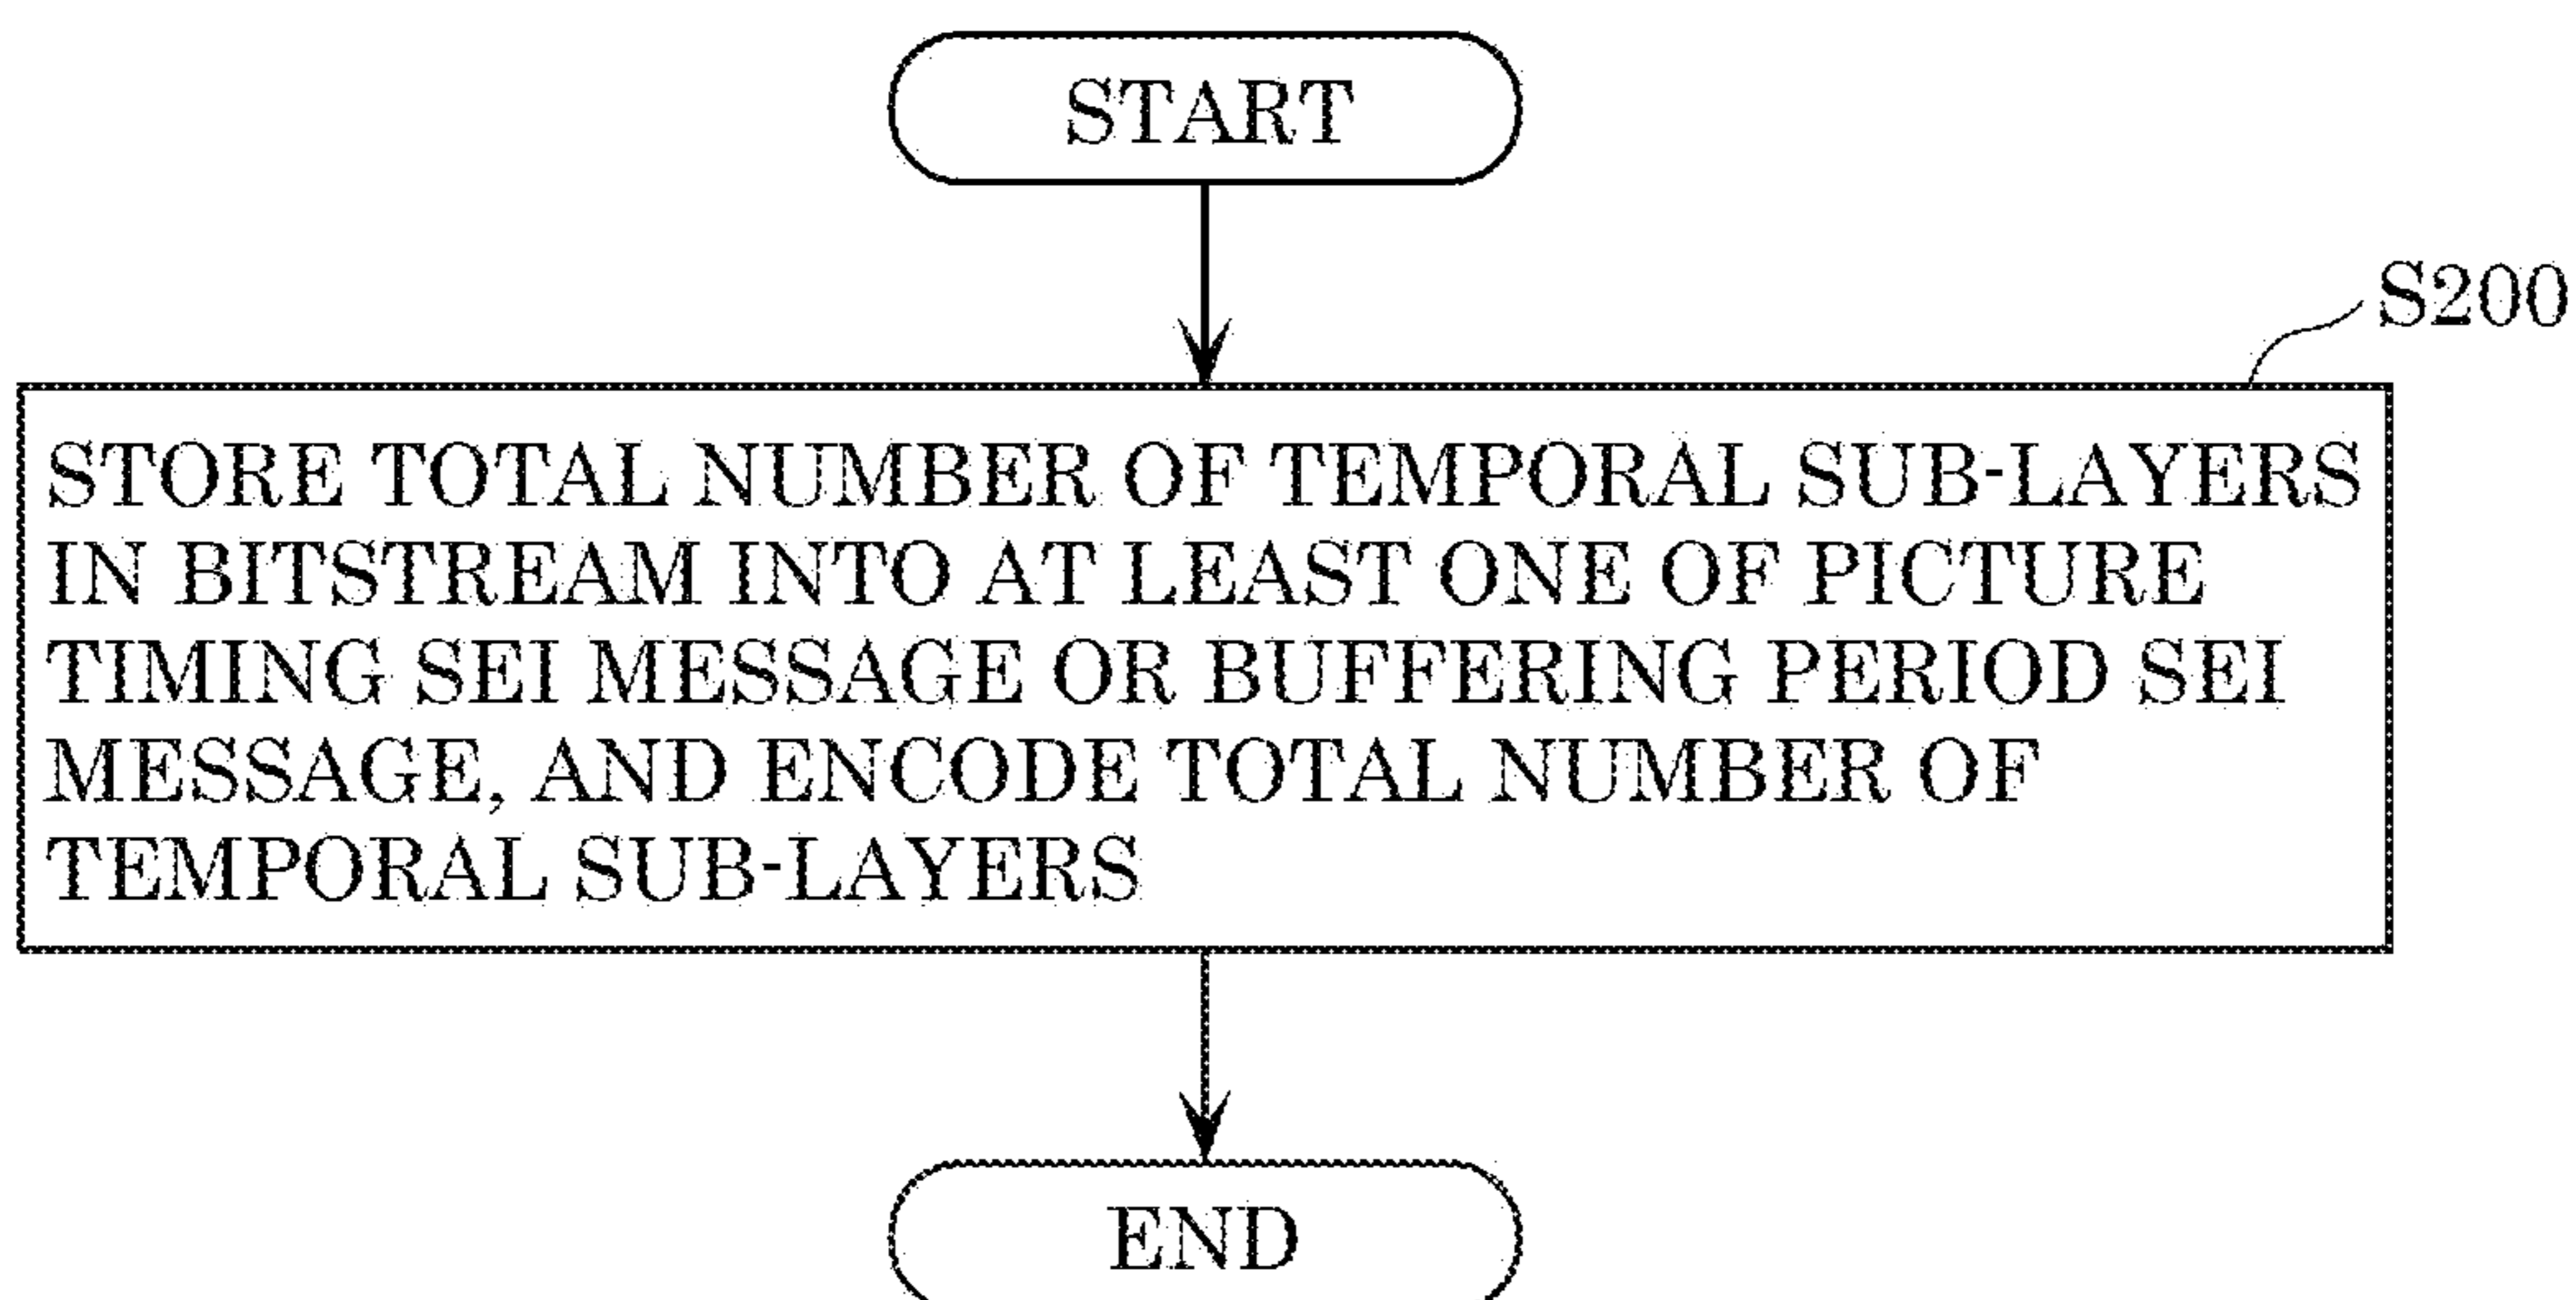 START
S200
STORE TOTAL NUMBER OF TEMPORAL SUB-LAYERS
IN BITSTREAM INTO AT LEAST ONE OF PICTURE
TIMING SEI MESSAGE OR BUFFERING PERIOD SEI
MESSAGE, AND ENCODE TOTAL NUMBER OF
TEMPORAL SUB-LAYERS
END